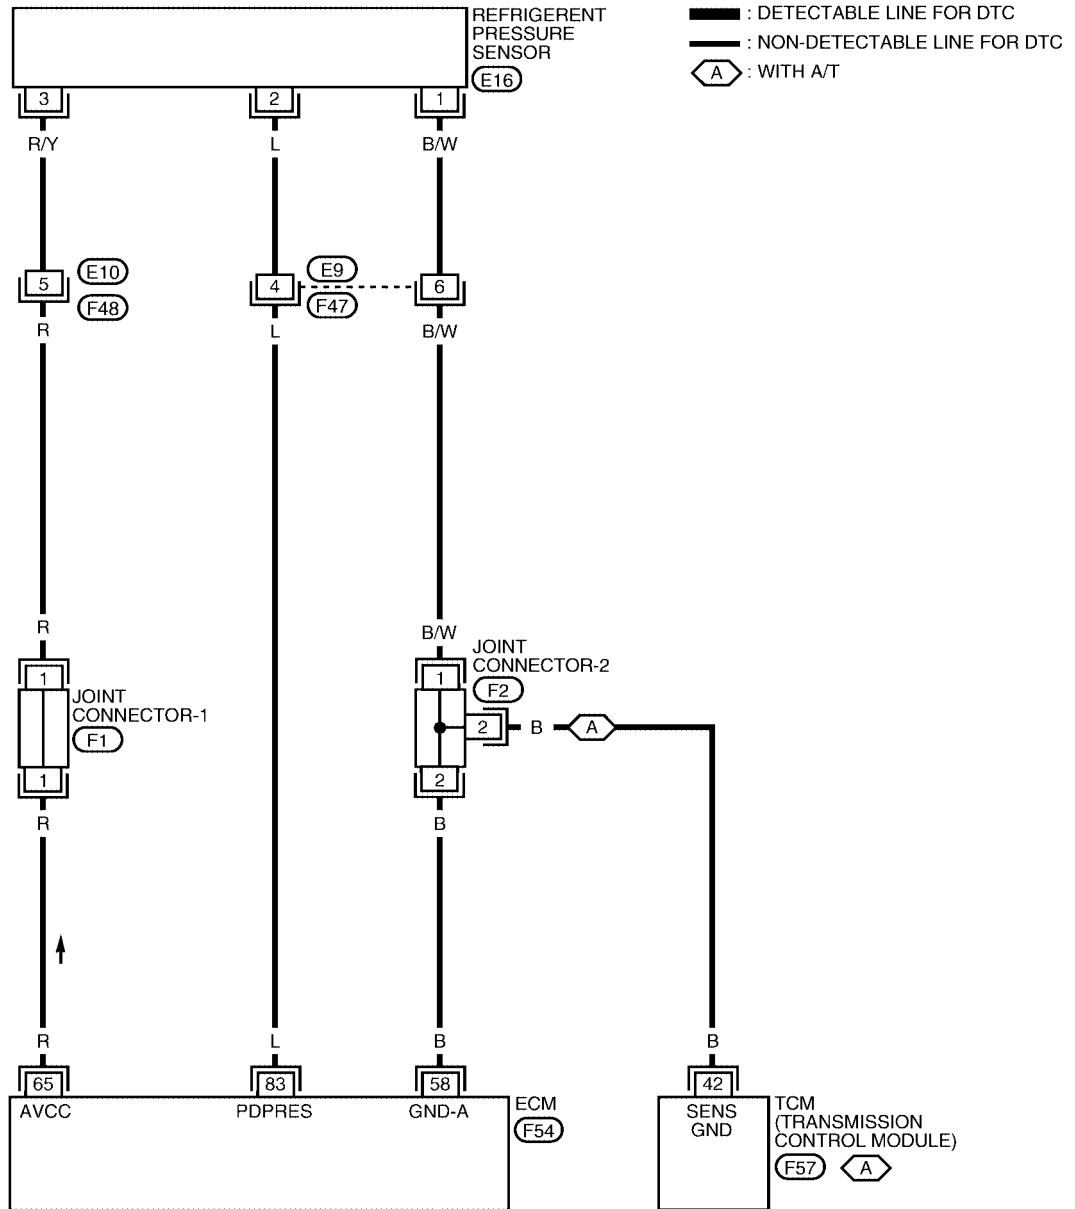 REFRIGERENT
PRESSURE
SENSOR
E16
: DETECTABLE LINE FOR DTC
: NON-DETECTABLE LINE FOR DTC
A : WITH A/T
3 2 1
R/Y L B/W
5 E10 F48
4 E9 F47 6
R L B/W
R B/W
JOINT
CONNECTOR-1
F1
1
1
JOINT
CONNECTOR-2
F2
1
2 B A
2
R B
R L B B
65 83 58 42
AVCC PDPRES GND-A
ECM
F54
SENS
GND
TCM
(TRANSMISSION
CONTROL MODULE)
F57 A